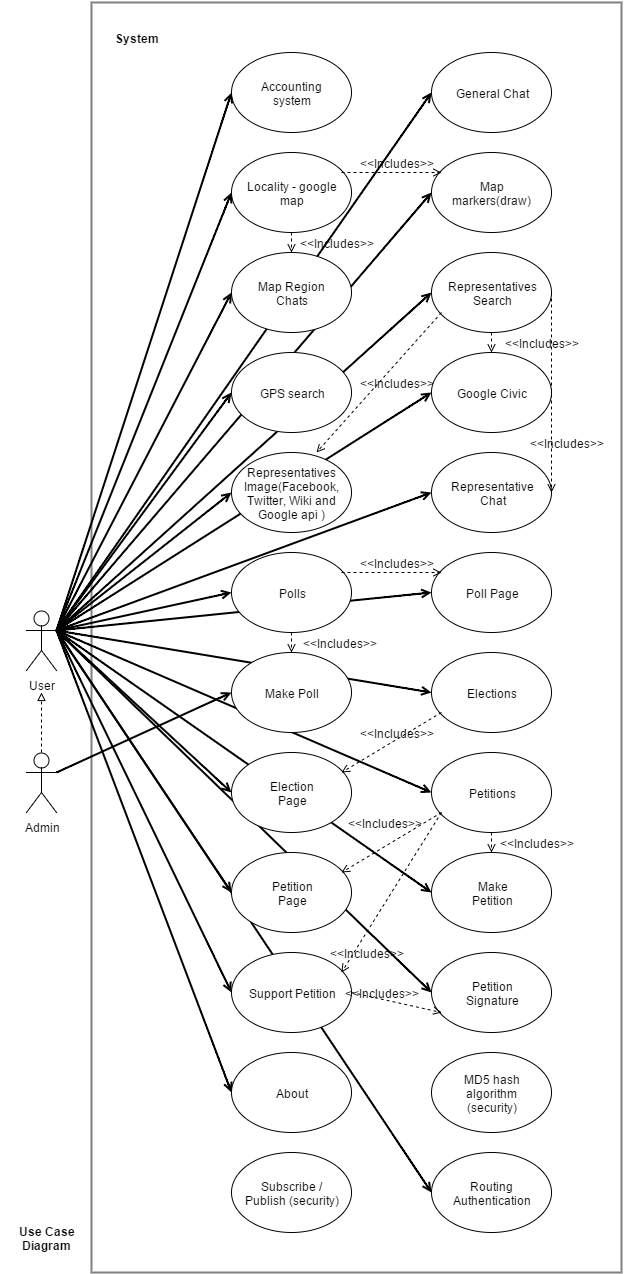 System
Accounting
system
General Chat
<<Includes>>
Locality - google
map
Map
markers(draw)
<<Includes>>
Map Region
Chats
Representatives
Search
<<Includes>>
GPS search
<<Includes>>
Google Civic
<<Includes>>
Representatives
Image(Facebook,
Twitter, Wiki and
Google api )
Representative
Chat
<<Includes>>
Polls
Poll Page
<<Includes>>
User
Make Poll
Elections
<<Includes>>
Election
Page
Petitions
Admin
<<Includes>>
<<Includes>>
Petition
Page
Make
Petition
<<Includes>>
Support Petition
<<Includes>>
Petition
Signature
About
MD5 hash
algorithm
(security)
Subscribe /
Publish (security)
Routing
Authentication
Use Case
Diagram